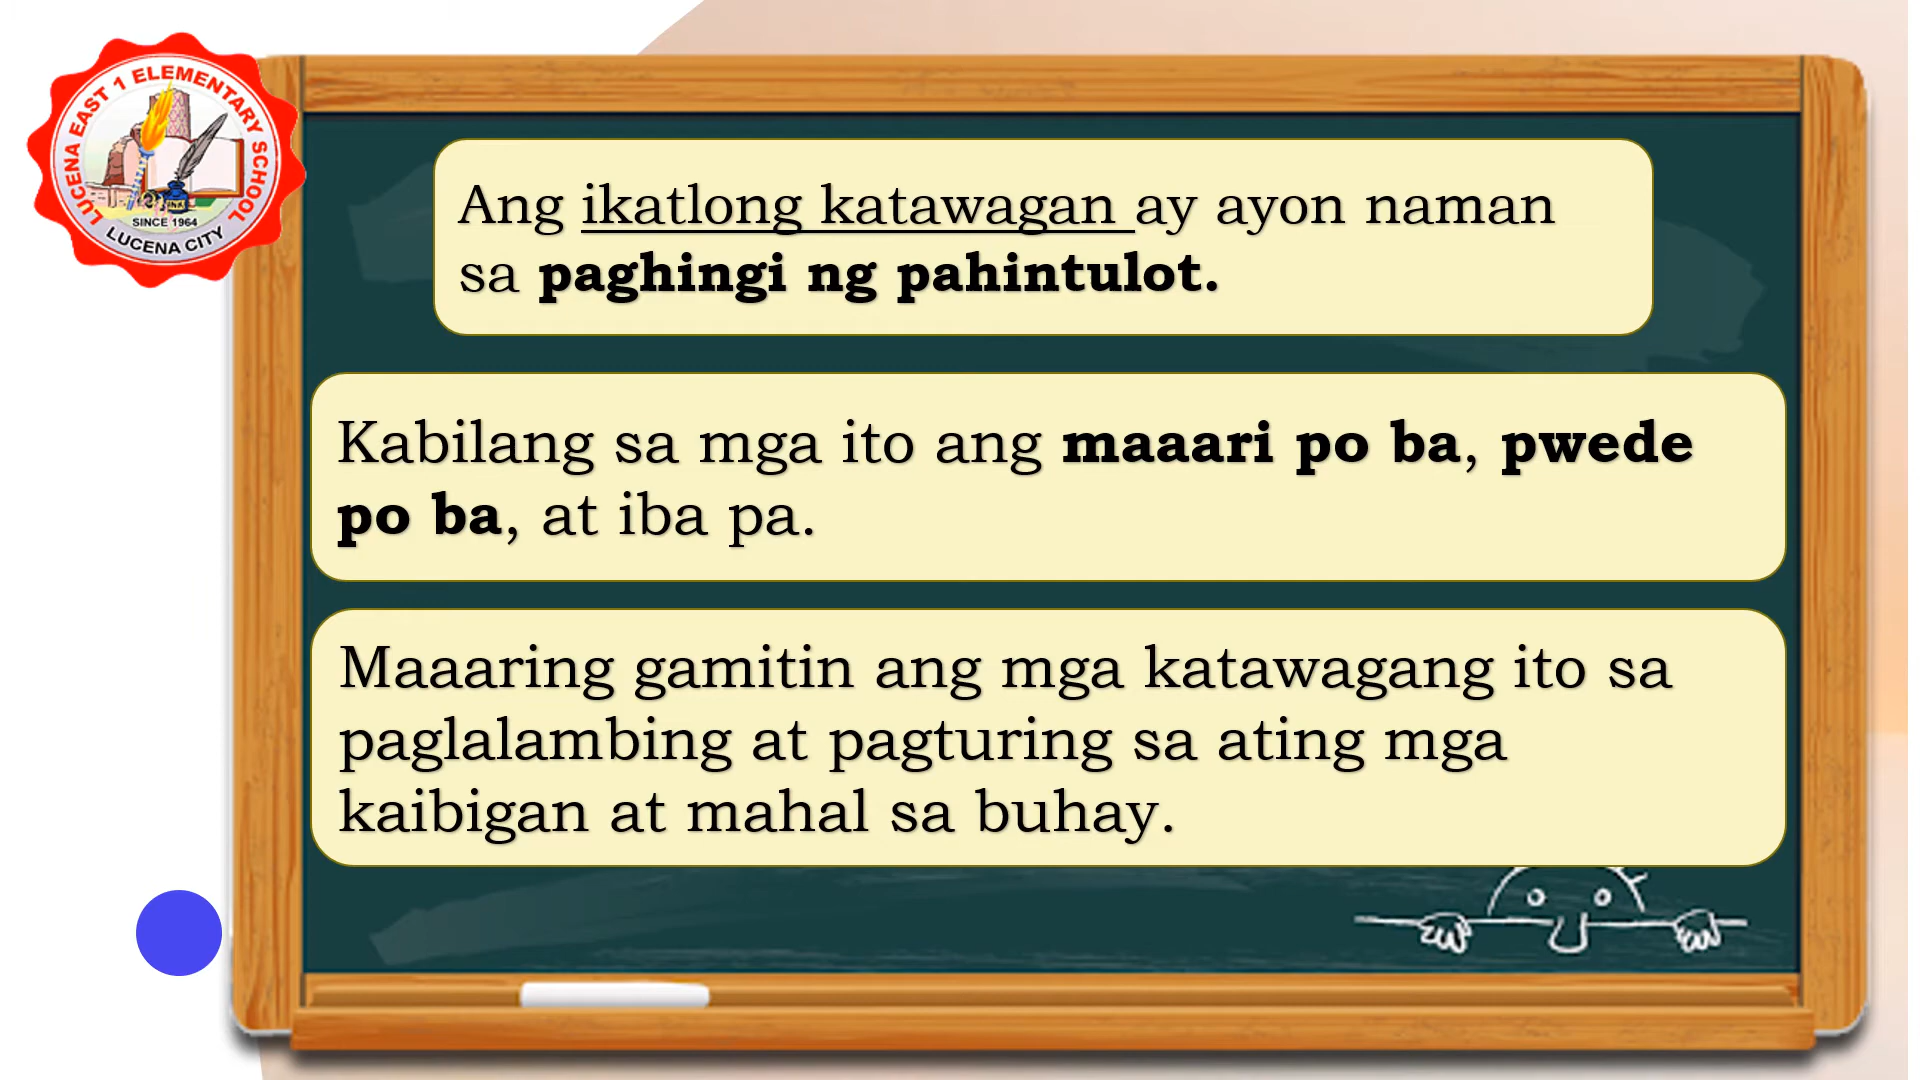 LUCENA EAST 1 ELEMENTARY SCHOOL
INK
SINCE 1964
LUCENA CITY
Ang ikatlong katawagan ay ayon naman
sa paghingi ng pahintulot.
Kabilang sa mga ito ang maaari po ba, pwede
po ba, at iba pa.
Maaaring gamitin ang mga katawagang ito sa
paglalambing at pagturing sa ating mga
kaibigan at mahal sa buhay.